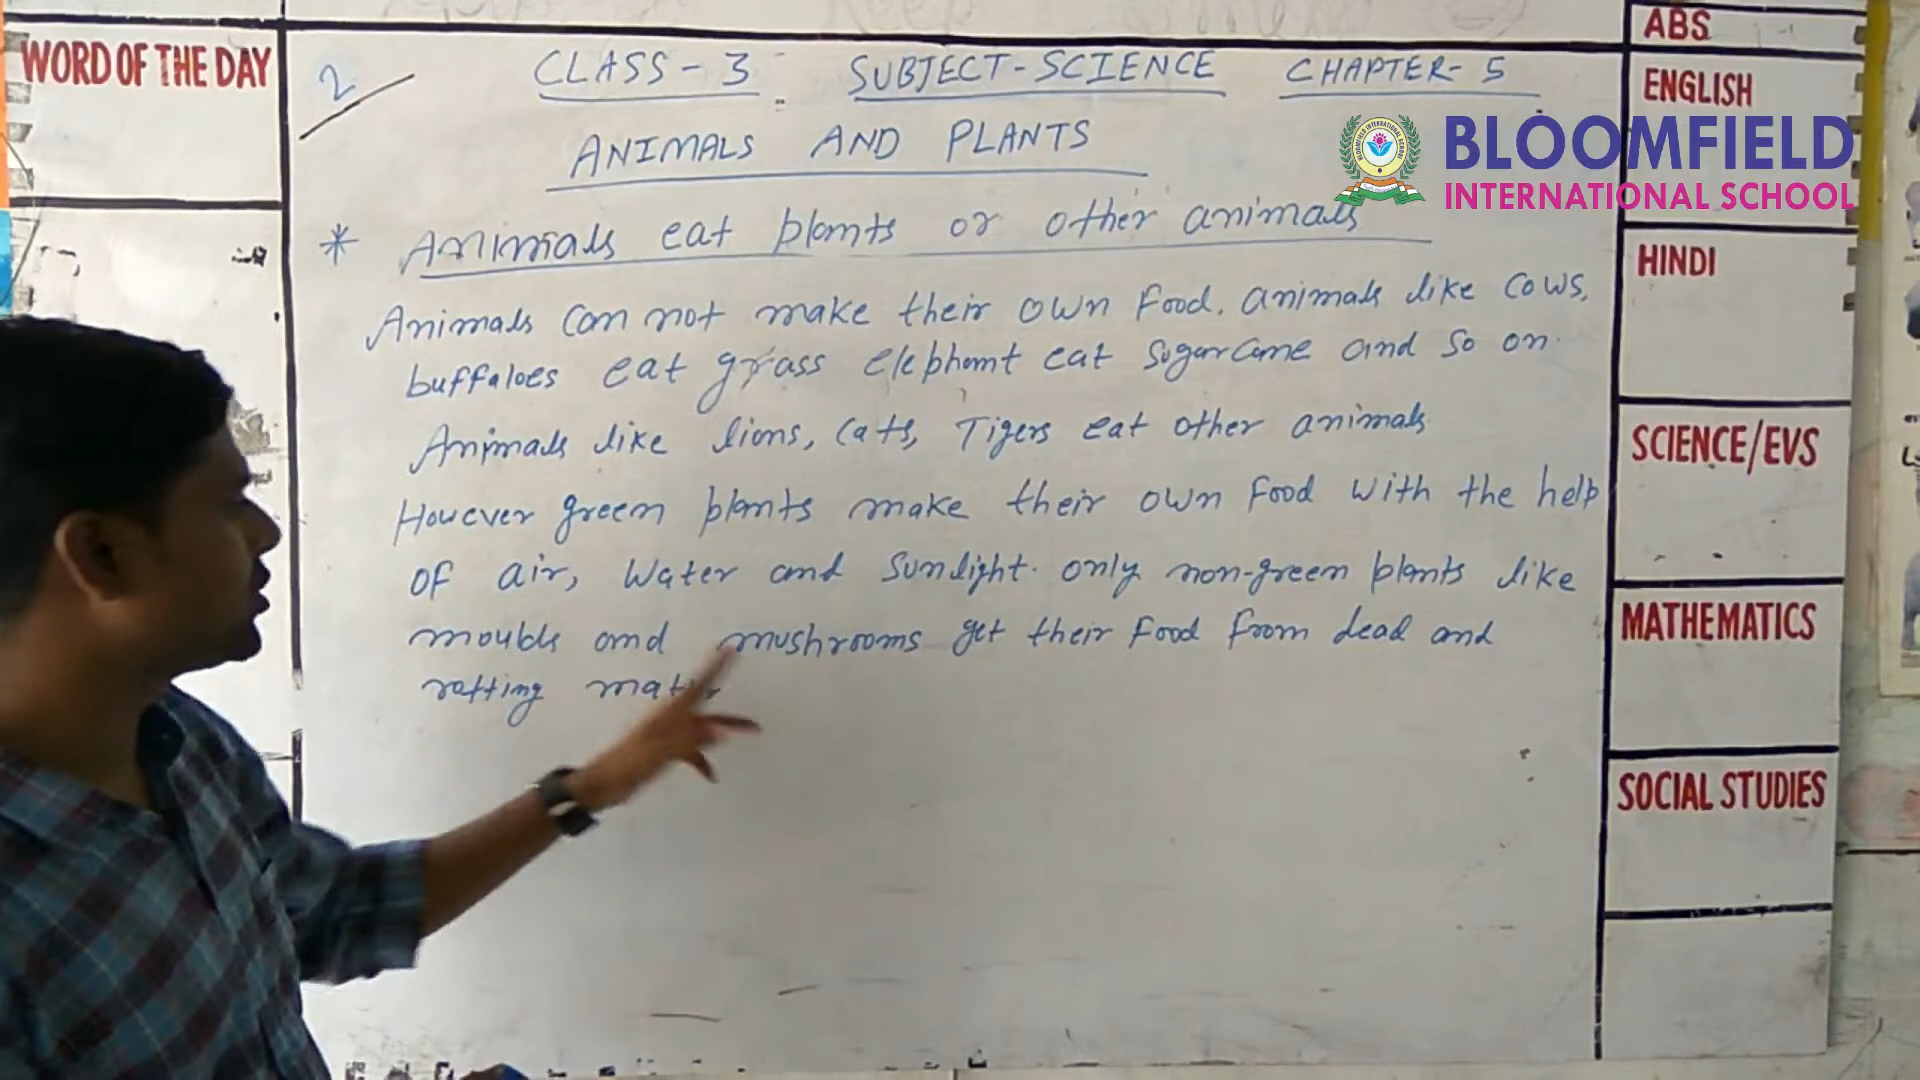 WORD OF THE DAY
2
CLASS-3 SUBJECT-SCIENCE CHAPTER-5
ANIMALS AND PLANTS
* Animals eat plants or other animals
Animals can not make their own food. animals like cows,
buffaloes eat grass elephant eat sugarcane and so on.
Animals like lions, cats, Tigers eat other animals
However green plants make their own food with the help
of air, water and sunlight. only non-green plants like
moulds and mushrooms get their food from dead and
rotting
ABS
ENGLISH
BLOOMFIELD
INTERNATIONAL SCHOOL
HINDI
SCIENCE/EVS
MATHEMATICS
SOCIAL STUDIES